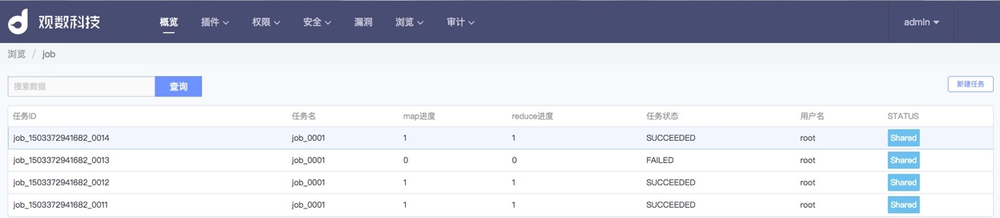 观数科技 概览 插件 权限 安全 漏洞 浏览 审计 admin
浏览 / job
搜索数据 查询 新建任务
任务ID 任务名 map进度 reduce进度 任务状态 用户名 STATUS
job_1503372941682_0014 job_0001 1 1 SUCCEEDED root Shared
job_1503372941682_0013 job_0001 0 0 FAILED root Shared
job_1503372941682_0012 job_0001 1 1 SUCCEEDED root Shared
job_1503372941682_0011 job_0001 1 1 SUCCEEDED root Shared